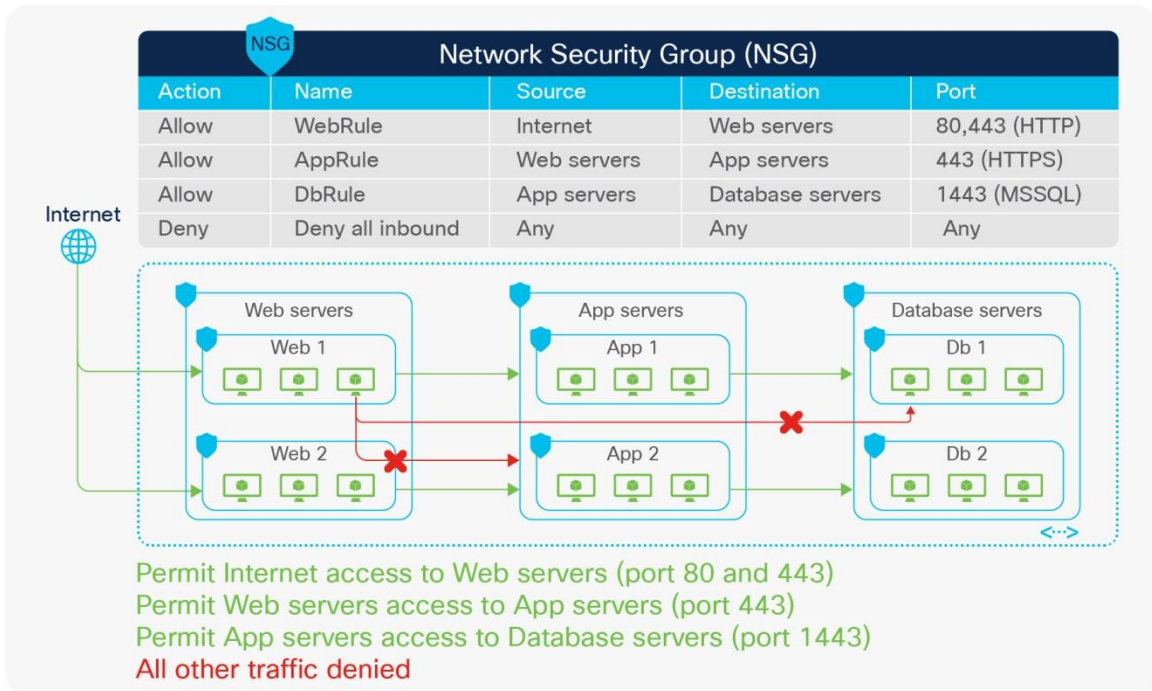 NSG
Network Security Group (NSG)
Action Name Source Destination Port
Allow WebRule Internet Web servers 80,443 (HTTP)
Allow AppRule Web servers App servers 443 (HTTPS)
Allow DbRule App servers Database servers 1443 (MSSQL)
Deny Deny all inbound Any Any Any
Internet
Web servers App servers Database servers
Web 1 App 1 Db 1
Web 2 App 2 Db 2
Permit Internet access to Web servers (port 80 and 443)
Permit Web servers access to App servers (port 443)
Permit App servers access to Database servers (port 1443)
All other traffic denied